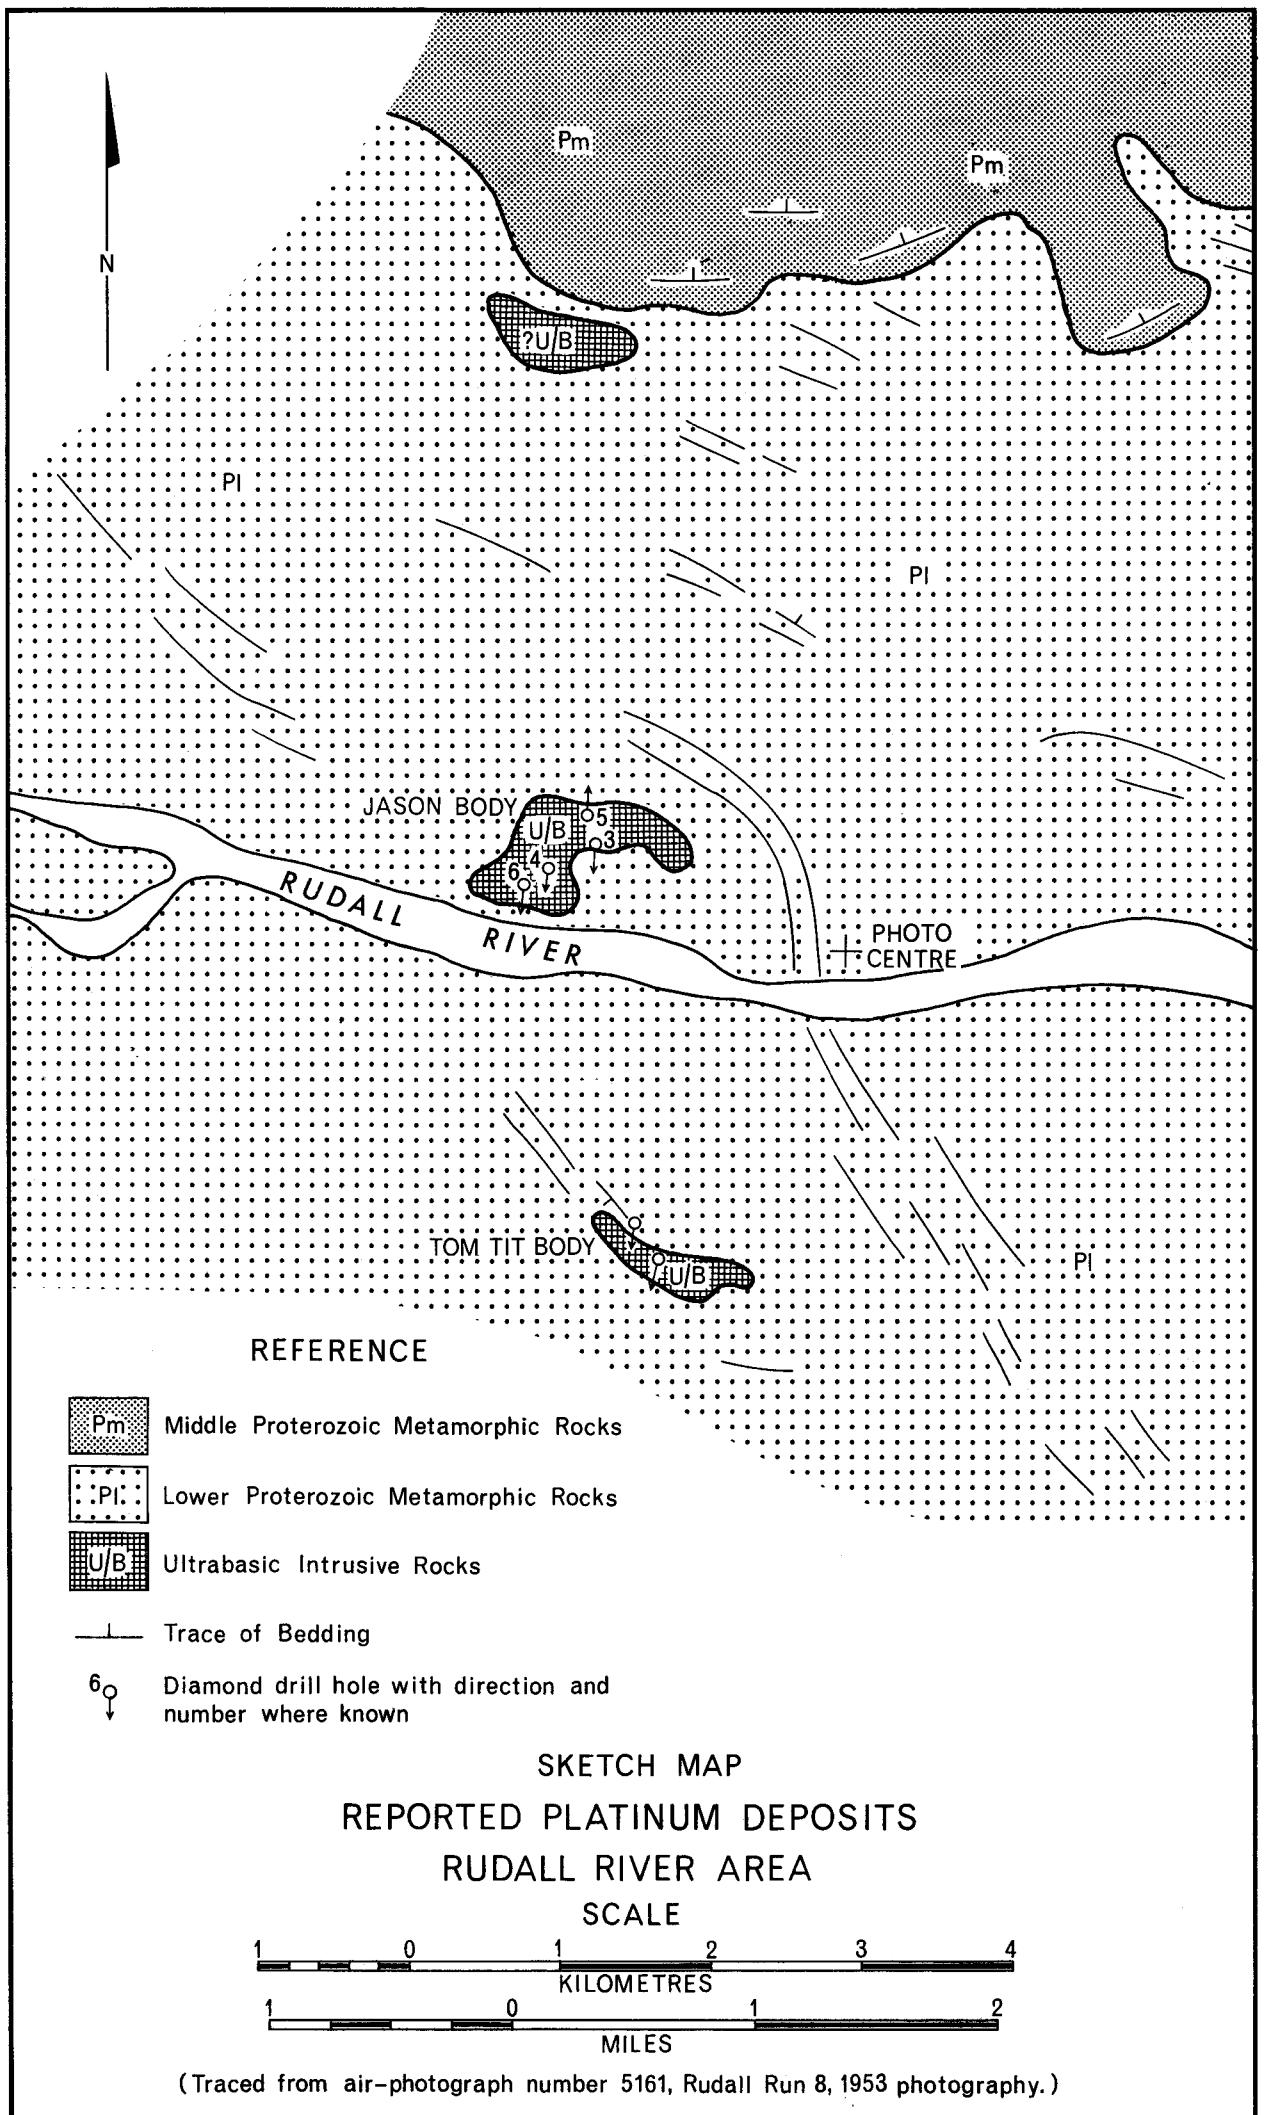 Pm
Pm
N
?U/B
Pl
Pl
JASON BODY
U/B
5
3
4
6
RUDALL RIVER
PHOTO
CENTRE
TOM TIT BODY
U/B
Pl
REFERENCE
Pm Middle Proterozoic Metamorphic Rocks
Pl Lower Proterozoic Metamorphic Rocks
U/B Ultrabasic Intrusive Rocks
Trace of Bedding
6 Diamond drill hole with direction and
number where known
SKETCH MAP
REPORTED PLATINUM DEPOSITS
RUDALL RIVER AREA
SCALE
1 0 1 2 3 4
KILOMETRES
1 0 1 2
MILES
(Traced from air-photograph number 5161, Rudall Run 8, 1953 photography.)